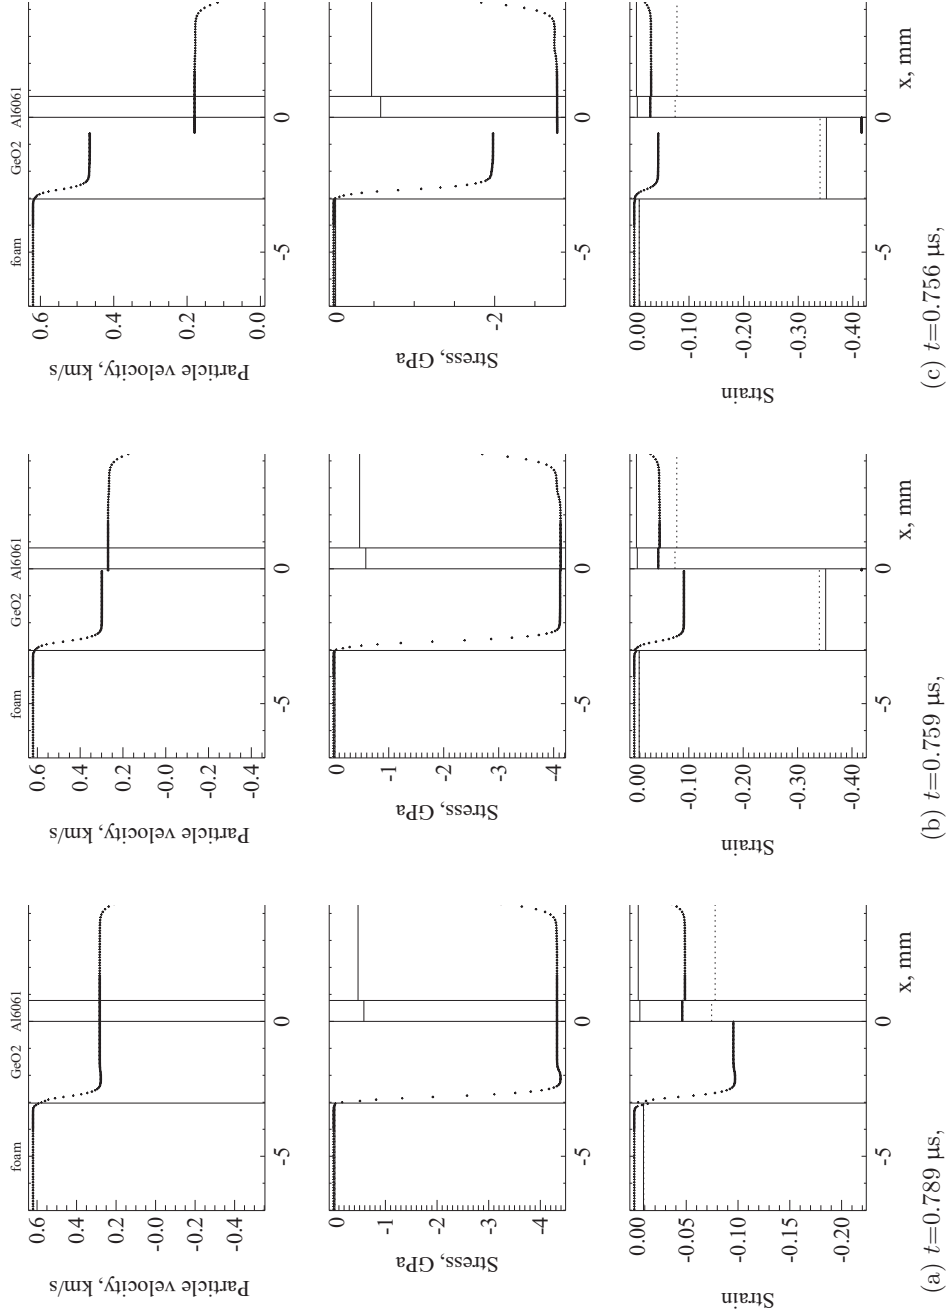 foam GeO2 Al6061
0.6
0.4
0.2
-0.0
-0.2
-0.4
Particle velocity, km/s
0
-1
-2
-3
-4
Stress, GPa
-5 0
0.00
-0.05
-0.10
-0.15
-0.20
Strain
-5 0
x, mm
(a) t=0.789 μs,
foam GeO2 Al6061
0.6
0.4
0.2
-0.0
-0.2
-0.4
Particle velocity, km/s
0
-1
-2
-3
-4
Stress, GPa
-5 0
0.00
-0.10
-0.20
-0.30
-0.40
Strain
-5 0
x, mm
(b) t=0.759 μs,
foam GeO2 Al6061
0.6
0.4
0.2
0.0
Particle velocity, km/s
0
-2
Stress, GPa
-5 0
0.00
-0.10
-0.20
-0.30
-0.40
Strain
-5 0
x, mm
(c) t=0.756 μs,